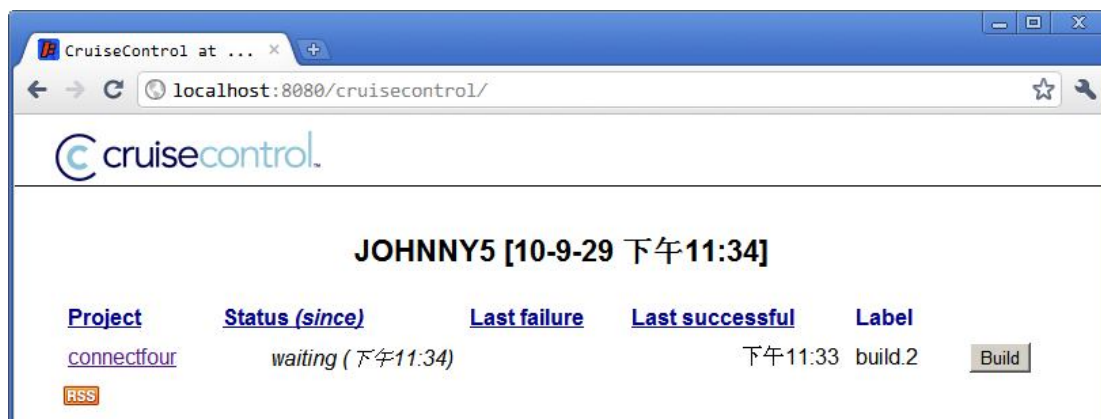 CruiseControl at ...
localhost:8080/cruisecontrol/
cruisecontrol™
JOHNNY5 [10-9-29 下午11:34]
Project Status (since) Last failure Last successful Label
connectfour waiting (下午11:34) 下午11:33 build.2 Build
RSS